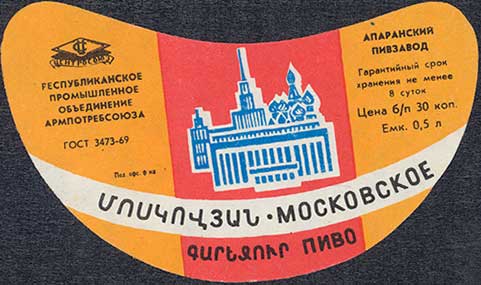 ЦЕНТРОСОЮЗ
РЕСПУБЛИКАНСКОЕ
ПРОМЫШЛЕННОЕ
ОБЪЕДИНЕНИЕ
АРМПОТРЕБСОЮЗА
ГОСТ 3473-69
АПАРАНСКИЙ
ПИВЗАВОД
Гарантийный срок
хранения не менее
8 суток
Цена б/п 30 коп.
Емк. 0,5 л
ՄՈՍԿՈՎՅԱՆ · МОСКОВСКОЕ
ԳԱՐԵՋՈՒՐ ПИВО